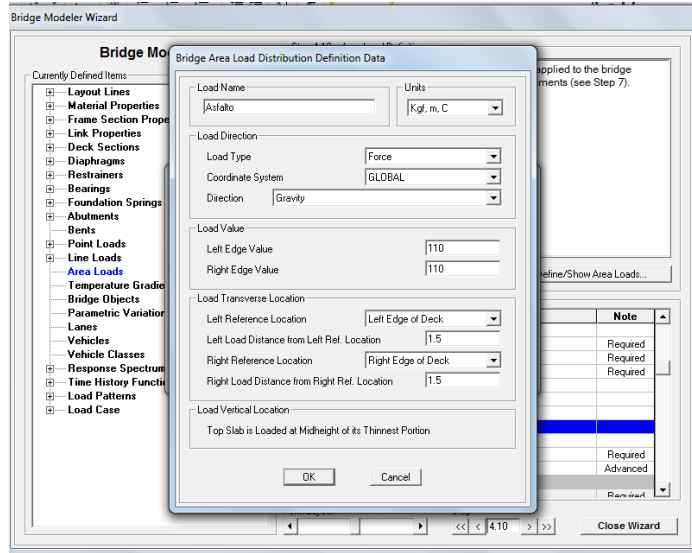 Bridge Modeler Wizard
Bridge Mo
Bridge Area Load Distribution Definition Data
applied to the bridge
ments (see Step 7).
Currently Defined Items
Layout Lines
Material Properties
Frame Section Prope
Link Properties
Deck Sections
Diaphragms
Restrainers
Bearings
Foundation Springs
Abutments
Bents
Point Loads
Line Loads
Area Loads
Temperature Gradie
Bridge Objects
Parametric Variation
Lanes
Vehicles
Vehicle Classes
Response Spectrum
Time History Functi
Load Patterns
Load Case
Load Name
Asfalto
Units
Kgf, m, C
Load Direction
Load Type Force
Coordinate System GLOBAL
Direction Gravity
Load Value
Left Edge Value 110
Right Edge Value 110
Load Transverse Location
Left Reference Location Left Edge of Deck
Left Load Distance from Left Ref. Location 1.5
Right Reference Location Right Edge of Deck
Right Load Distance from Right Ref. Location 1.5
Load Vertical Location
Top Slab is Loaded at Midheight of its Thinnest Portion
OK Cancel
Define/Show Area Loads...
Note
Required
Required
Required
Required
Advanced
Required
<< < 4.10 > >>
Close Wizard